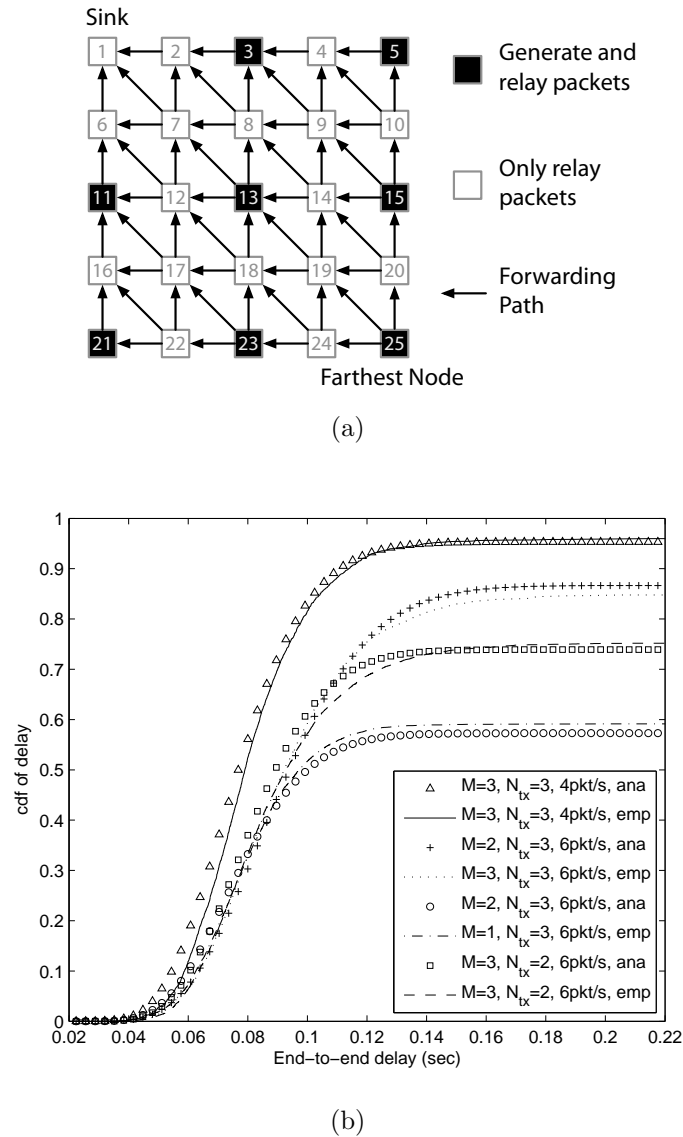 Sink
1 2 3 4 5
6 7 8 9 10
11 12 13 14 15
16 17 18 19 20
21 22 23 24 25
Generate and
relay packets
Only relay
packets
Forwarding
Path
Farthest Node
(a)
1
0.9
0.8
0.7
0.6
0.5
0.4
0.3
0.2
0.1
0
cdf of delay
M=3, N_tx=3, 4pkt/s, ana
M=3, N_tx=3, 4pkt/s, emp
M=2, N_tx=3, 6pkt/s, ana
M=3, N_tx=3, 6pkt/s, emp
M=2, N_tx=3, 6pkt/s, ana
M=1, N_tx=3, 6pkt/s, emp
M=3, N_tx=2, 6pkt/s, ana
M=3, N_tx=2, 6pkt/s, emp
0.02 0.04 0.06 0.08 0.1 0.12 0.14 0.16 0.18 0.2 0.22
End-to-end delay (sec)
(b)